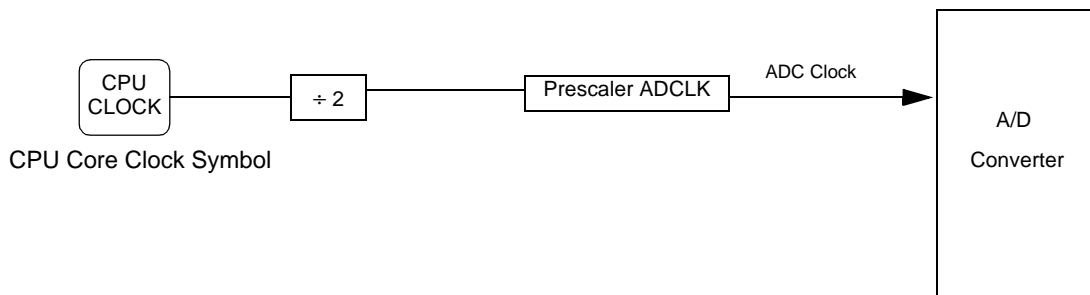 CPU
CLOCK
CPU Core Clock Symbol
÷ 2
Prescaler ADCLK
ADC Clock
A/D
Converter